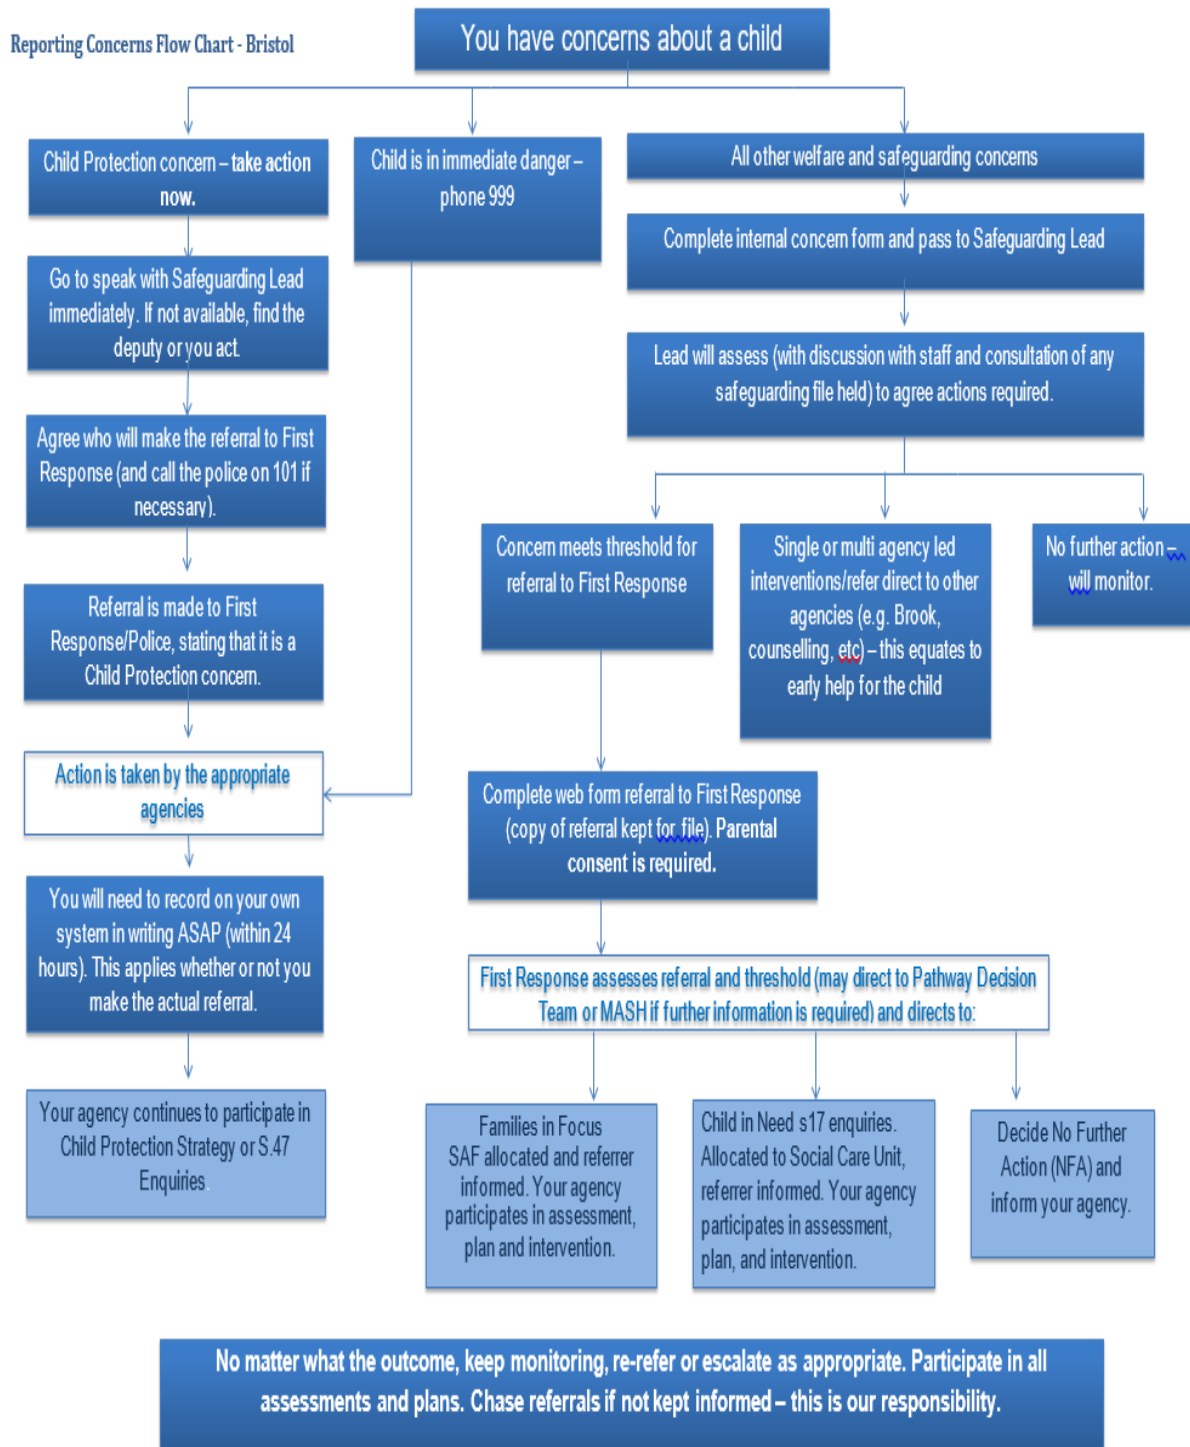 Reporting Concerns Flow Chart - Bristol
You have concerns about a child
Child Protection concern – take action
now.
Go to speak with Safeguarding Lead
immediately. If not available, find the
deputy or you act.
Agree who will make the referral to First
Response (and call the police on 101 if
necessary).
Referral is made to First
Response/Police, stating that it is a
Child Protection concern.
Action is taken by the appropriate
agencies
You will need to record on your own
system in writing ASAP (within 24
hours). This applies whether or not you
make the actual referral.
Your agency continues to participate in
Child Protection Strategy or S.47
Enquiries.
Child is in immediate danger –
phone 999
All other welfare and safeguarding concerns
Complete internal concern form and pass to Safeguarding Lead
Lead will assess (with discussion with staff and consultation of any
safeguarding file held) to agree actions required.
Concern meets threshold for
referral to First Response
Single or multi agency led
interventions/refer direct to other
agencies (e.g. Brook,
counselling, etc) – this equates to
early help for the child
No further action –
will monitor.
Complete web form referral to First Response
(copy of referral kept for file). Parental
consent is required.
First Response assesses referral and threshold (may direct to Pathway Decision
Team or MASH if further information is required) and directs to:
Families in Focus
SAF allocated and referrer
informed. Your agency
participates in assessment,
plan and intervention.
Child in Need s17 enquiries.
Allocated to Social Care Unit,
referrer informed. Your agency
participates in assessment,
plan, and intervention.
Decide No Further
Action (NFA) and
inform your agency.
No matter what the outcome, keep monitoring, re-refer or escalate as appropriate. Participate in all
assessments and plans. Chase referrals if not kept informed – this is our responsibility.